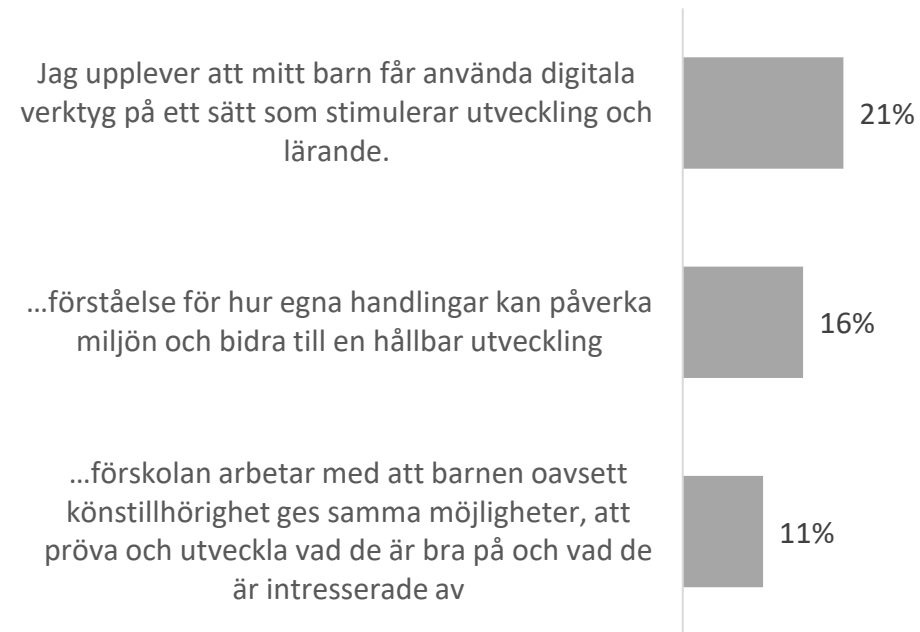 Jag upplever att mitt barn får använda digitala
verktyg på ett sätt som stimulerar utveckling och
lärande.
21%
...förståelse för hur egna handlingar kan påverka
miljön och bidra till en hållbar utveckling
16%
...förskolan arbetar med att barnen oavsett
könstillhörighet ges samma möjligheter, att
pröva och utveckla vad de är bra på och vad de
är intresserade av
11%